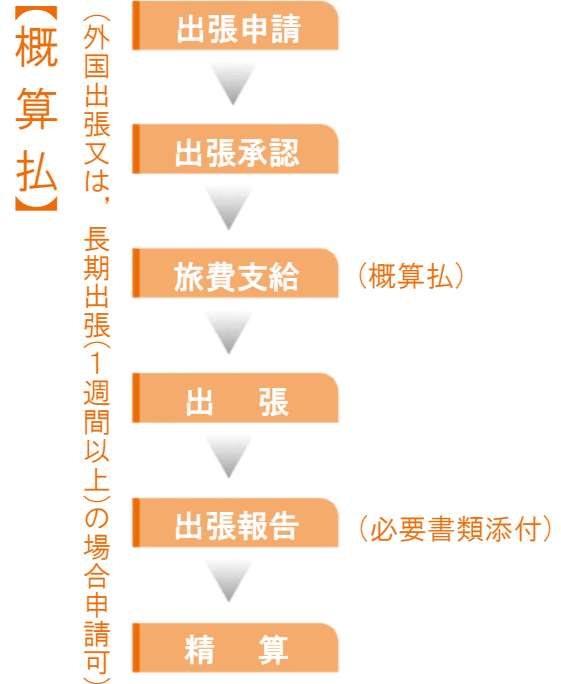 【概算払】
（外国出張又は，長期出張（１週間以上）の場合申請可）
出張申請
出張承認
旅費支給
（概算払）
出　張
出張報告
（必要書類添付）
精　算